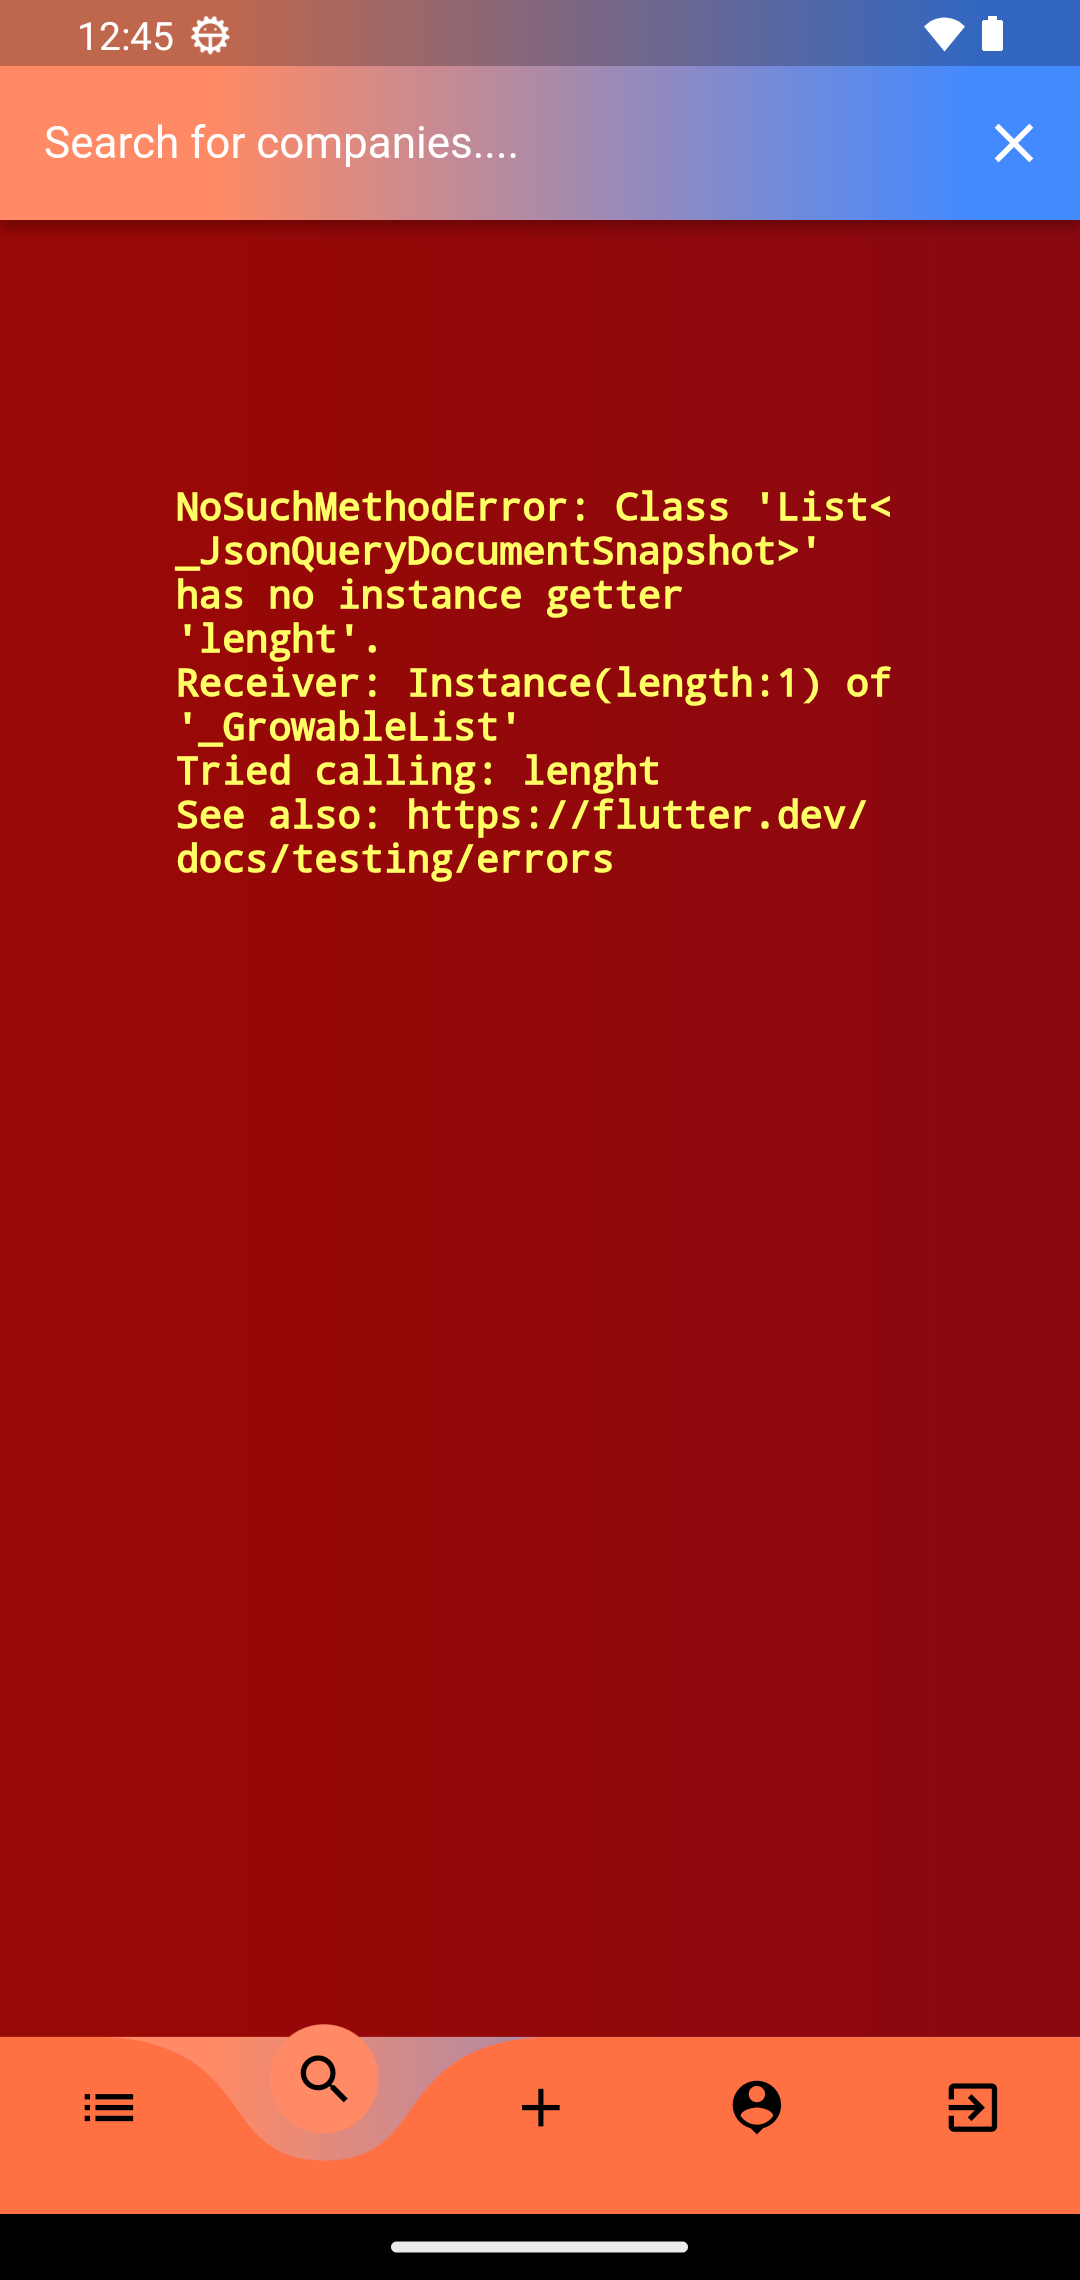 12:45
Search for companies....
NoSuchMethodError: Class 'List<
_JsonQueryDocumentSnapshot>'
has no instance getter
'lenght'.
Receiver: Instance(length:1) of
'_GrowableList'
Tried calling: lenght
See also: https://flutter.dev/
docs/testing/errors